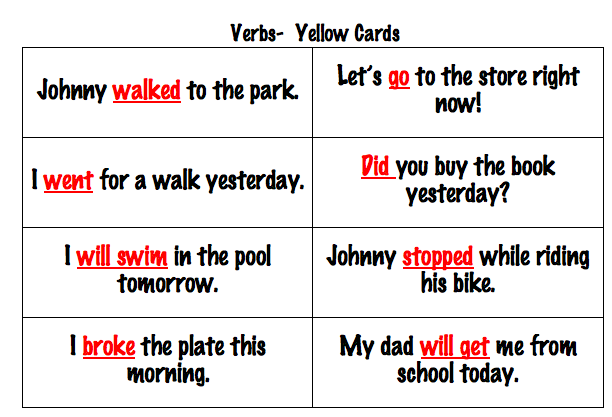 Verbs- Yellow Cards
Johnny walked to the park.
Let's go to the store right
now!
I went for a walk yesterday.
Did you buy the book
yesterday?
I will swim in the pool
tomorrow.
Johnny stopped while riding
his bike.
I broke the plate this
morning.
My dad will get me from
school today.